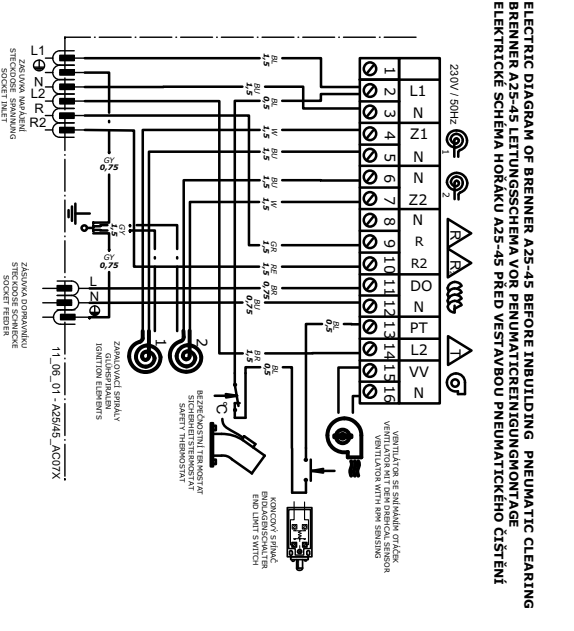 ELECTRIC DIAGRAM OF BRENNER A25-45 BEFORE INBUILDING PNEUMATIC CLEARING
BRENNER A25-45 LEITUNGSSCHEMA VOR PENUMATICREINIGUNGMONTAGE
ELEKTRICKÉ SCHÉMA HOŘÁKU A25-45 PŘED VESTAVBOU PNEUMATICKÉHO ČIŠTĚNÍ
230V / 50Hz
1
2 L1
3 N
4 Z1
5 N
6 N
7 Z2
8 N
9 R
10 R2
11 DO
12 N
13 PT
14 L2
15 VV
16 N
1
2
R
R
T
BL
1,5
BU
1,5
BL
0,5
W
1,5
BU
1,5
BU
1,5
W
1,5
GR
1,5
RE
1,5
BR
0,75
BU
0,75
BL
0,5
BR
1,5
BL
0,5
L1
N
L2
R
R2
ZÁSUVKA NAPÁJENÍ
STECKDOSE SPANNUNG
SOCKET INLET
GY
0,75
GY
1,5
GY
0,75
L
N
ZÁSUVKA DOPRAVNÍKU
STECKDOSE SCHNECKE
SOCKET FEEDER
1
2
ZAPALOVACÍ SPIRÁLY
GLÜHSPIRALEN
IGNITION ELEMENTS
°C
BEZPEČNOSTNÍ TERMOSTAT
SICHERHEITSTERMOSTAT
SAFETY THERMOSTAT
KONCOVÝ SPÍNAČ
ENDLAGENSCHALTER
END LIMIT SWITCH
VENTILÁTOR SE SNÍMÁNÍM OTÁČEK
VENTILATOR MIT DEM DREHCAL SENSOR
VENTILATOR WITH RPM SENSING
11_06_01 - A25/45_AC07X